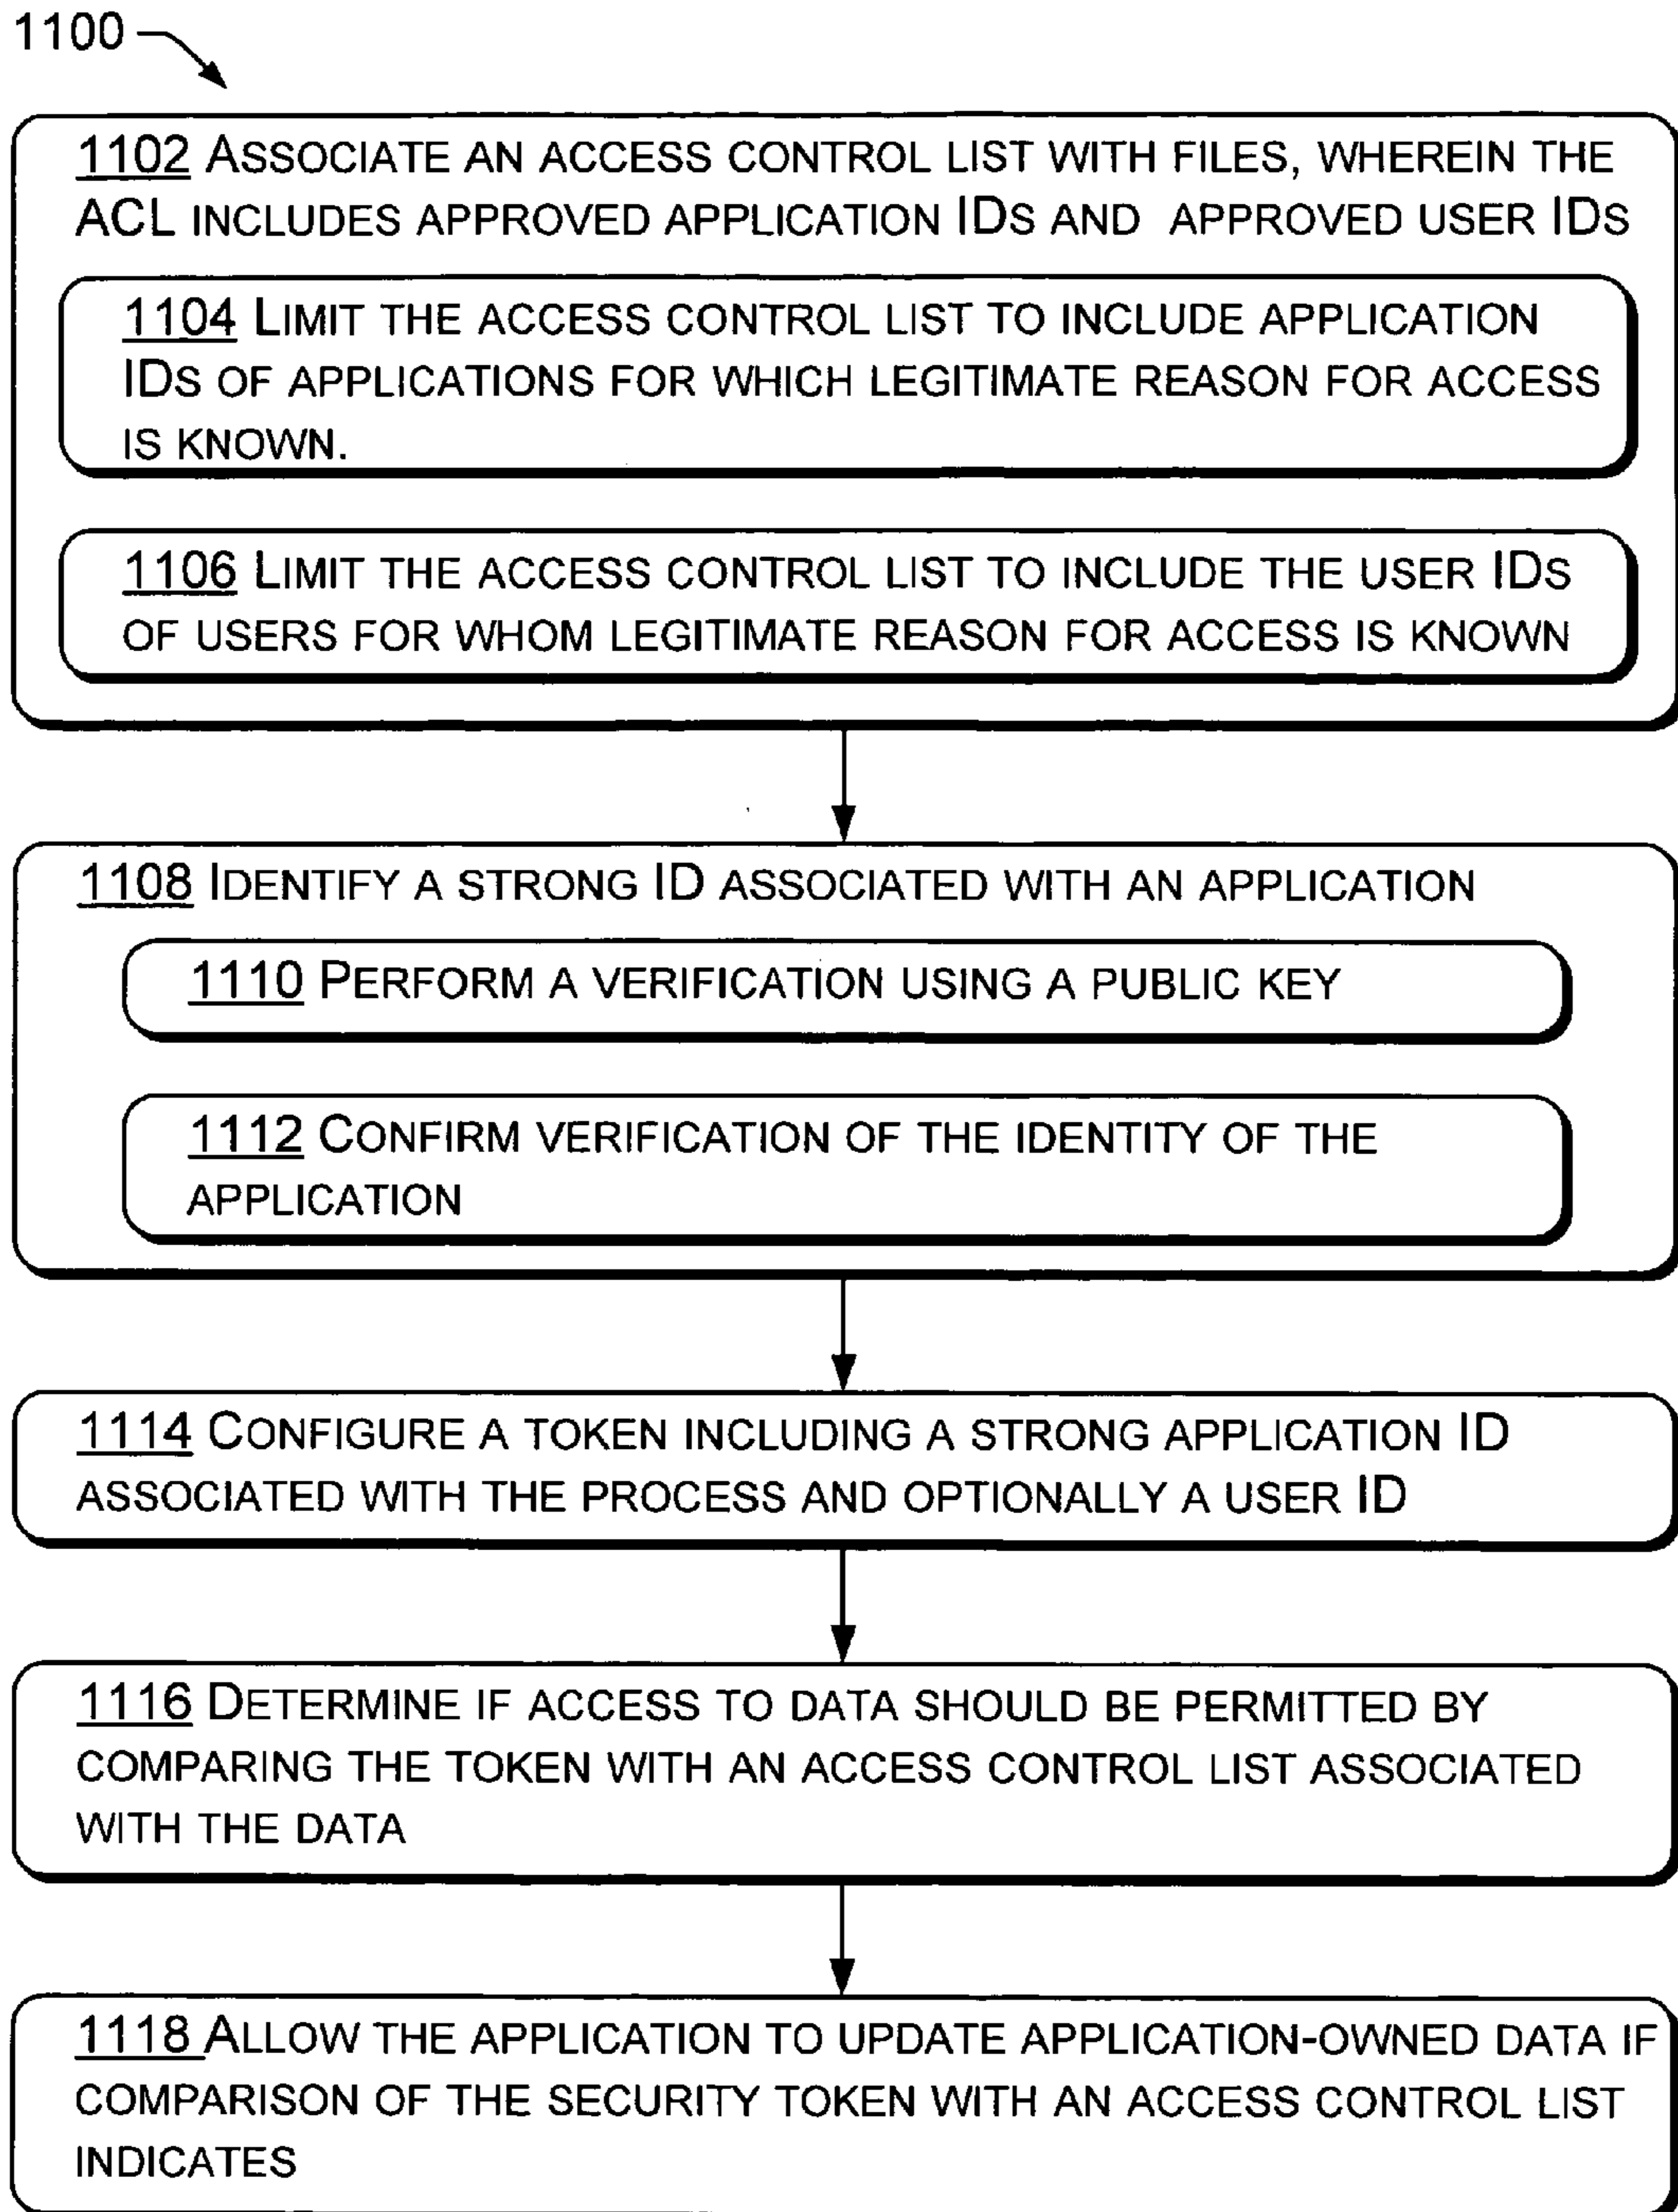 1100
1102 ASSOCIATE AN ACCESS CONTROL LIST WITH FILES, WHEREIN THE
ACL INCLUDES APPROVED APPLICATION IDS AND APPROVED USER IDS
1104 LIMIT THE ACCESS CONTROL LIST TO INCLUDE APPLICATION
IDS OF APPLICATIONS FOR WHICH LEGITIMATE REASON FOR ACCESS
IS KNOWN.
1106 LIMIT THE ACCESS CONTROL LIST TO INCLUDE THE USER IDS
OF USERS FOR WHOM LEGITIMATE REASON FOR ACCESS IS KNOWN
1108 IDENTIFY A STRONG ID ASSOCIATED WITH AN APPLICATION
1110 PERFORM A VERIFICATION USING A PUBLIC KEY
1112 CONFIRM VERIFICATION OF THE IDENTITY OF THE
APPLICATION
1114 CONFIGURE A TOKEN INCLUDING A STRONG APPLICATION ID
ASSOCIATED WITH THE PROCESS AND OPTIONALLY A USER ID
1116 DETERMINE IF ACCESS TO DATA SHOULD BE PERMITTED BY
COMPARING THE TOKEN WITH AN ACCESS CONTROL LIST ASSOCIATED
WITH THE DATA
1118 ALLOW THE APPLICATION TO UPDATE APPLICATION-OWNED DATA IF
COMPARISON OF THE SECURITY TOKEN WITH AN ACCESS CONTROL LIST
INDICATES